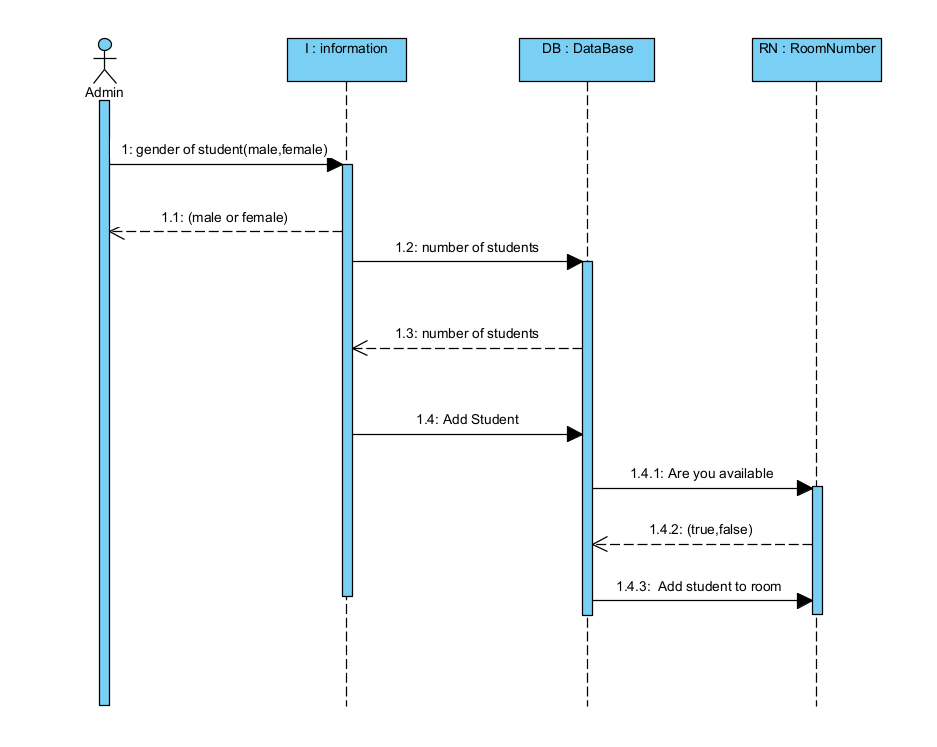 I : information
DB : DataBase
RN : RoomNumber
Admin
1: gender of student(male,female)
1.1: (male or female)
1.2: number of students
1.3: number of students
1.4: Add Student
1.4.1: Are you available
1.4.2: (true,false)
1.4.3:  Add student to room